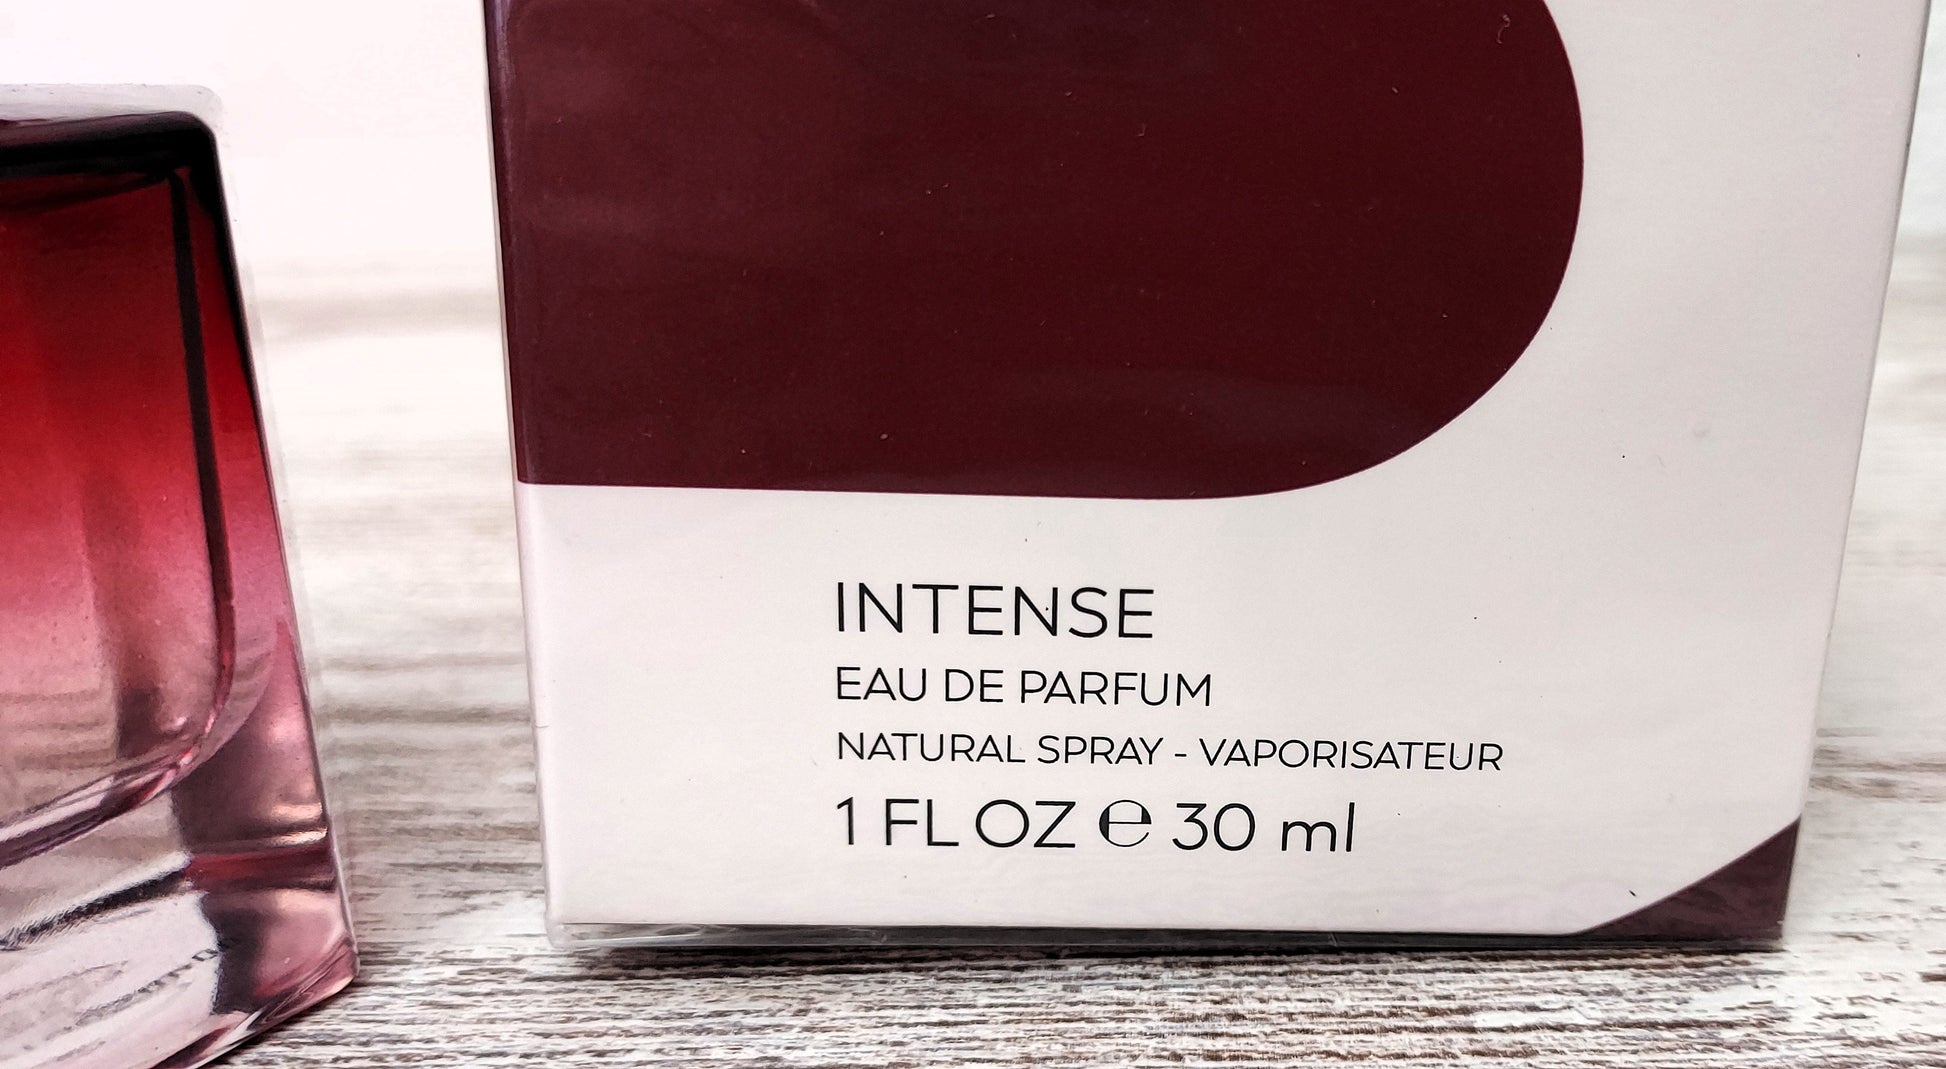 INTENSE
EAU DE PARFUM
NATURAL SPRAY - VAPORISATEUR
1 FL OZ ℮ 30 ml